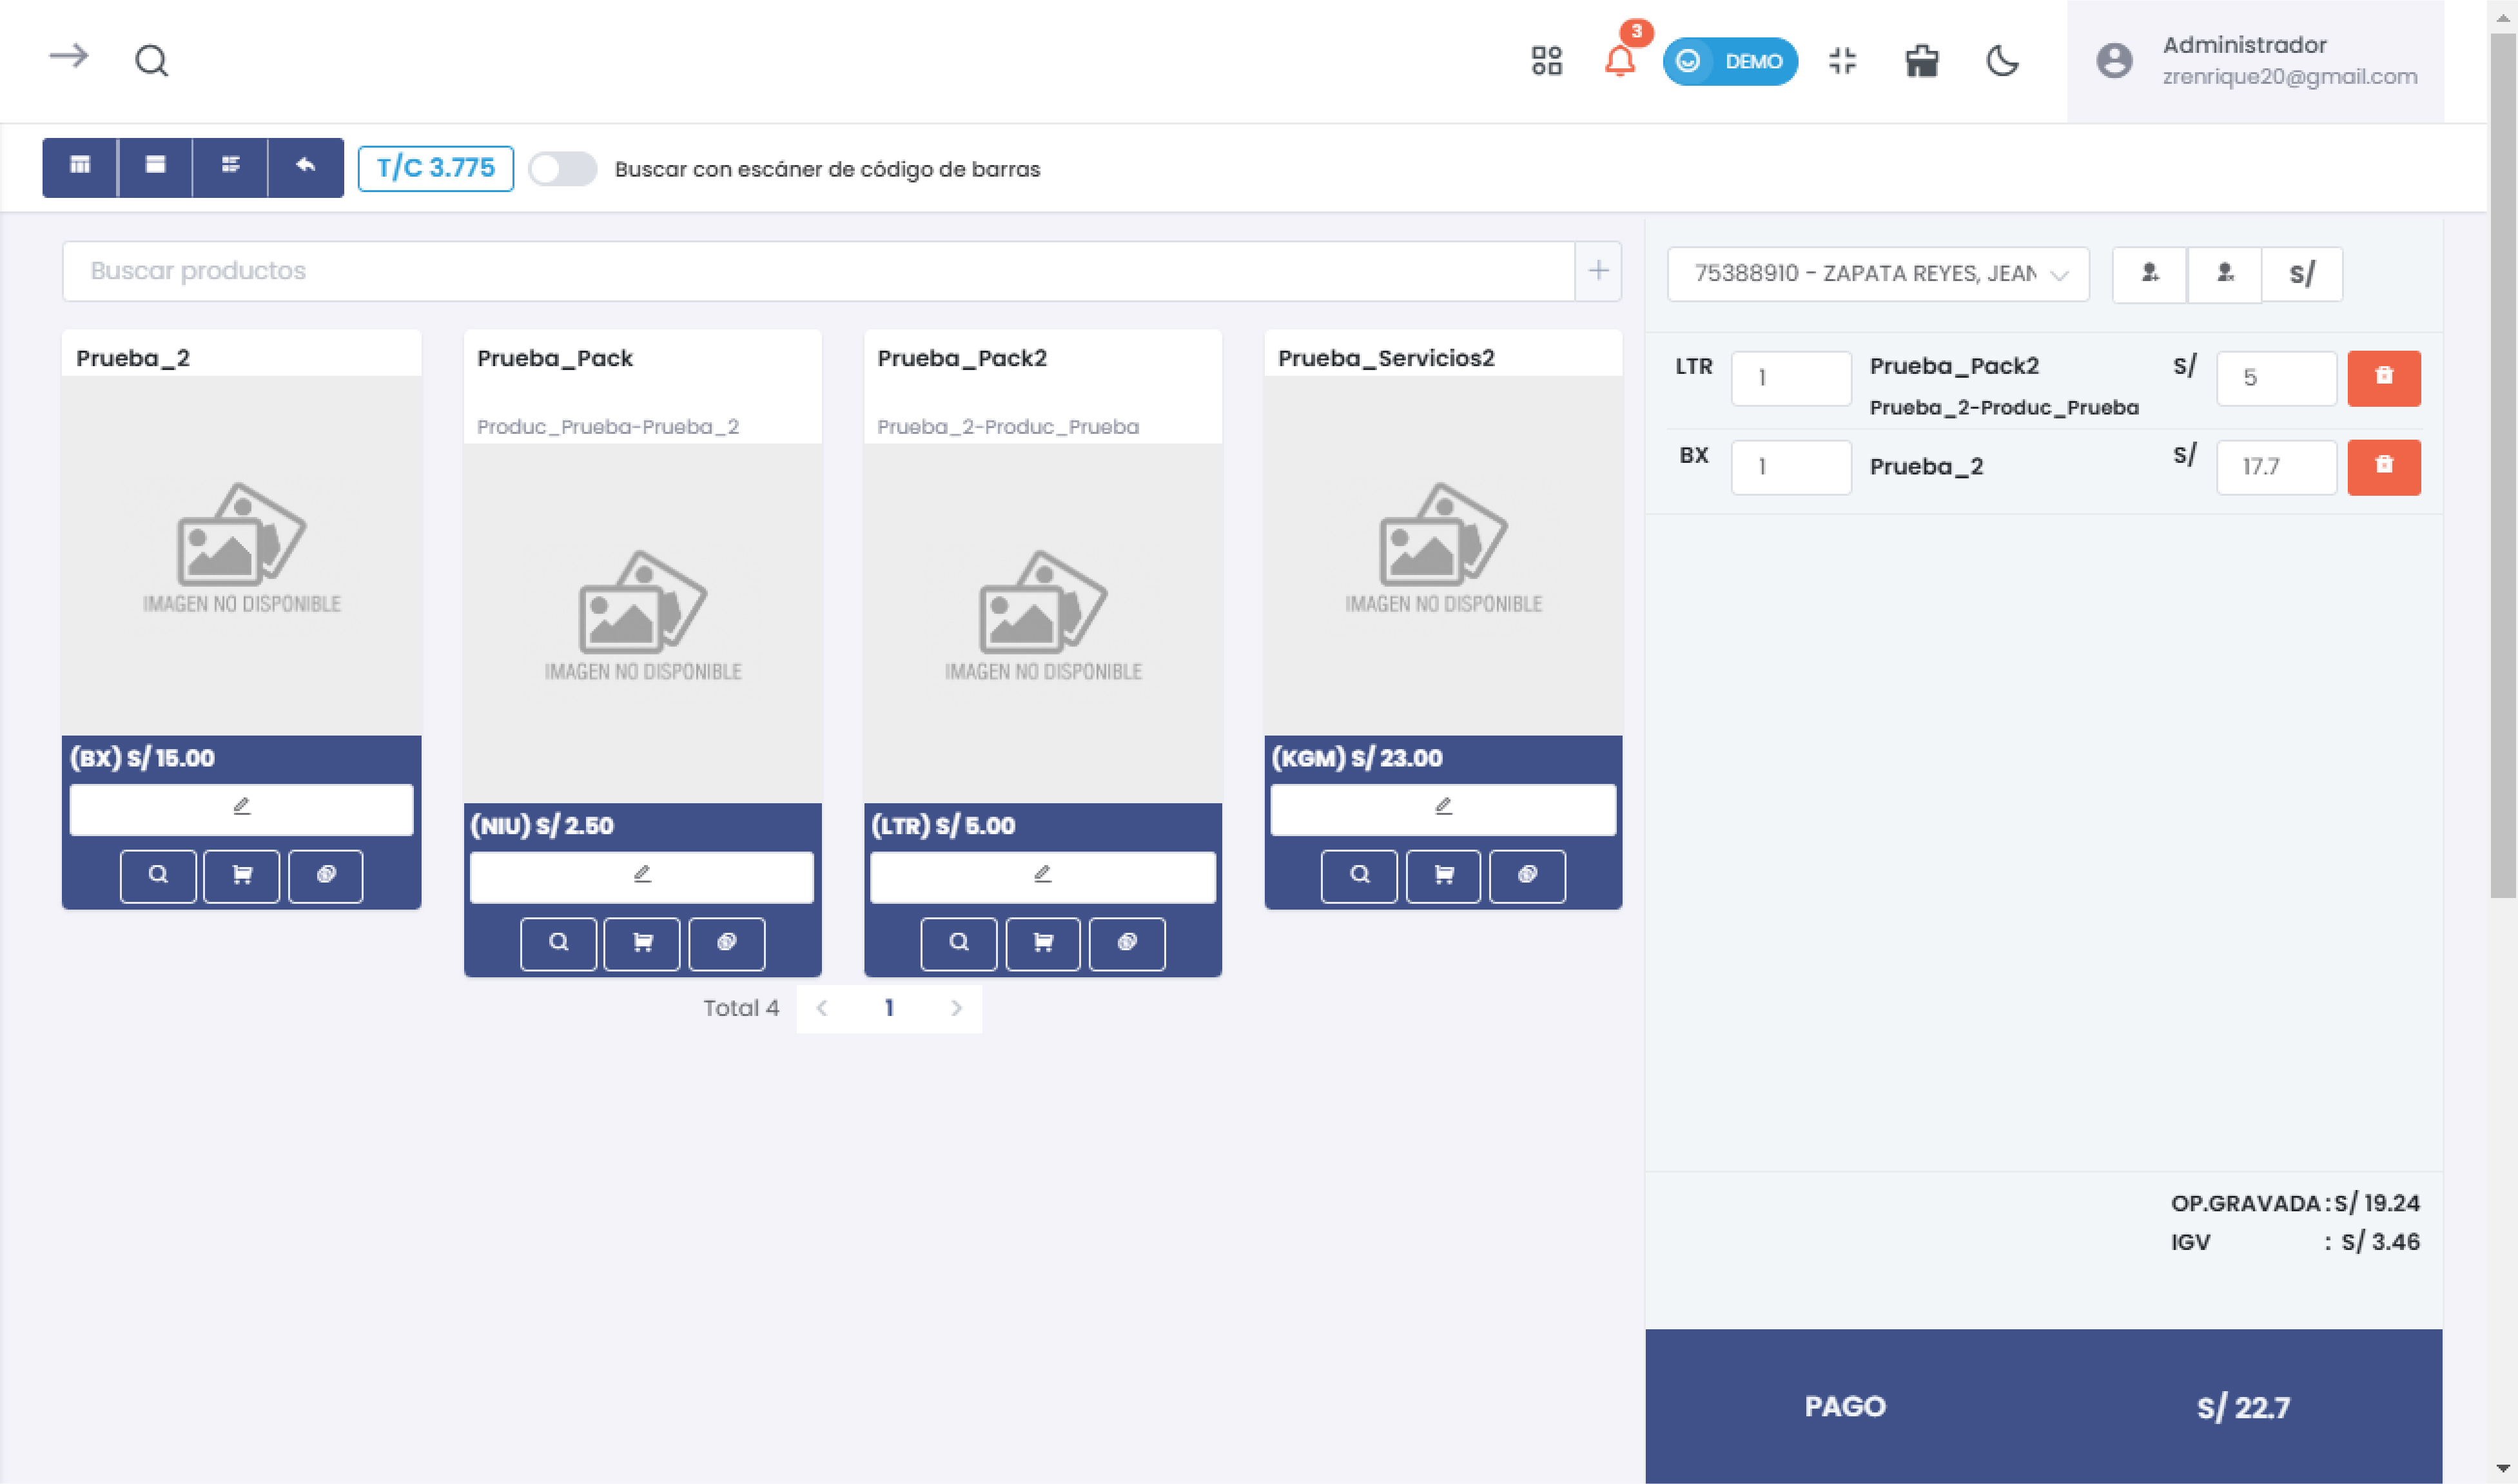 3
DEMO
Administrador
zrenrique20@gmail.com
T/C 3.775
Buscar con escáner de código de barras
Buscar productos
Prueba_2
IMAGEN NO DISPONIBLE
(BX) S/ 15.00
Prueba_Pack
Produc_Prueba-Prueba_2
IMAGEN NO DISPONIBLE
(NIU) S/ 2.50
Prueba_Pack2
Prueba_2-Produc_Prueba
IMAGEN NO DISPONIBLE
(LTR) S/ 5.00
Prueba_Servicios2
IMAGEN NO DISPONIBLE
(KGM) S/ 23.00
Total 4
1
75388910 - ZAPATA REYES, JEAN
S/
LTR 1 Prueba_Pack2 S/ 5
Prueba_2-Produc_Prueba
BX 1 Prueba_2 S/ 17.7
OP.GRAVADA : S/ 19.24
IGV : S/ 3.46
PAGO S/ 22.7